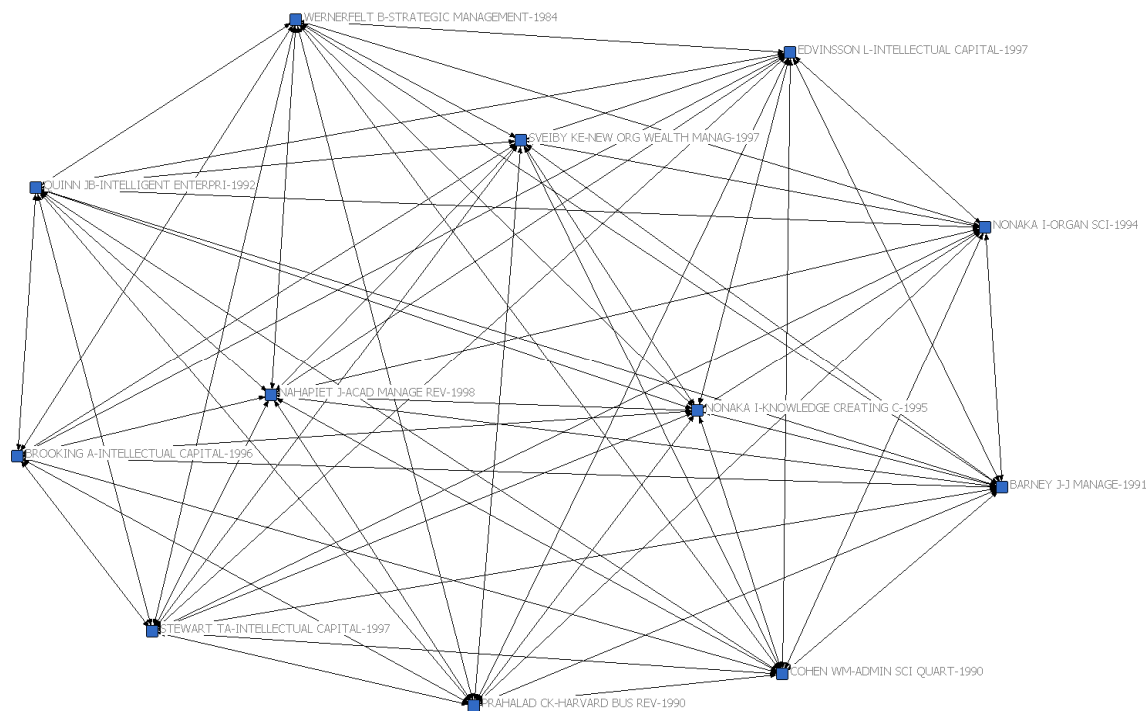 WERNERFELT B-STRATEGIC MANAGEMENT-1984
EDVINSSON L-INTELLECTUAL CAPITAL-1997
SVEIBY KE-NEW ORG WEALTH MANAG-1997
QUINN JB-INTELLIGENT ENTERPRI-1992
NONAKA I-ORGAN SCI-1994
NAHAPIET J-ACAD MANAGE REV-1998
NONAKA I-KNOWLEDGE CREATING C-1995
BROOKING A-INTELLECTUAL CAPITAL-1996
BARNEY J-J MANAGE-1991
STEWART TA-INTELLECTUAL CAPITAL-1997
COHEN WM-ADMIN SCI QUART-1990
PRAHALAD CK-HARVARD BUS REV-1990